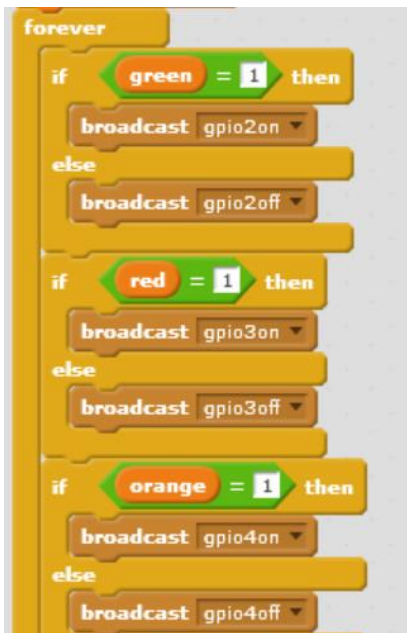 forever
if green = 1 then
broadcast gpio2on
else
broadcast gpio2off
if red = 1 then
broadcast gpio3on
else
broadcast gpio3off
if orange = 1 then
broadcast gpio4on
else
broadcast gpio4off